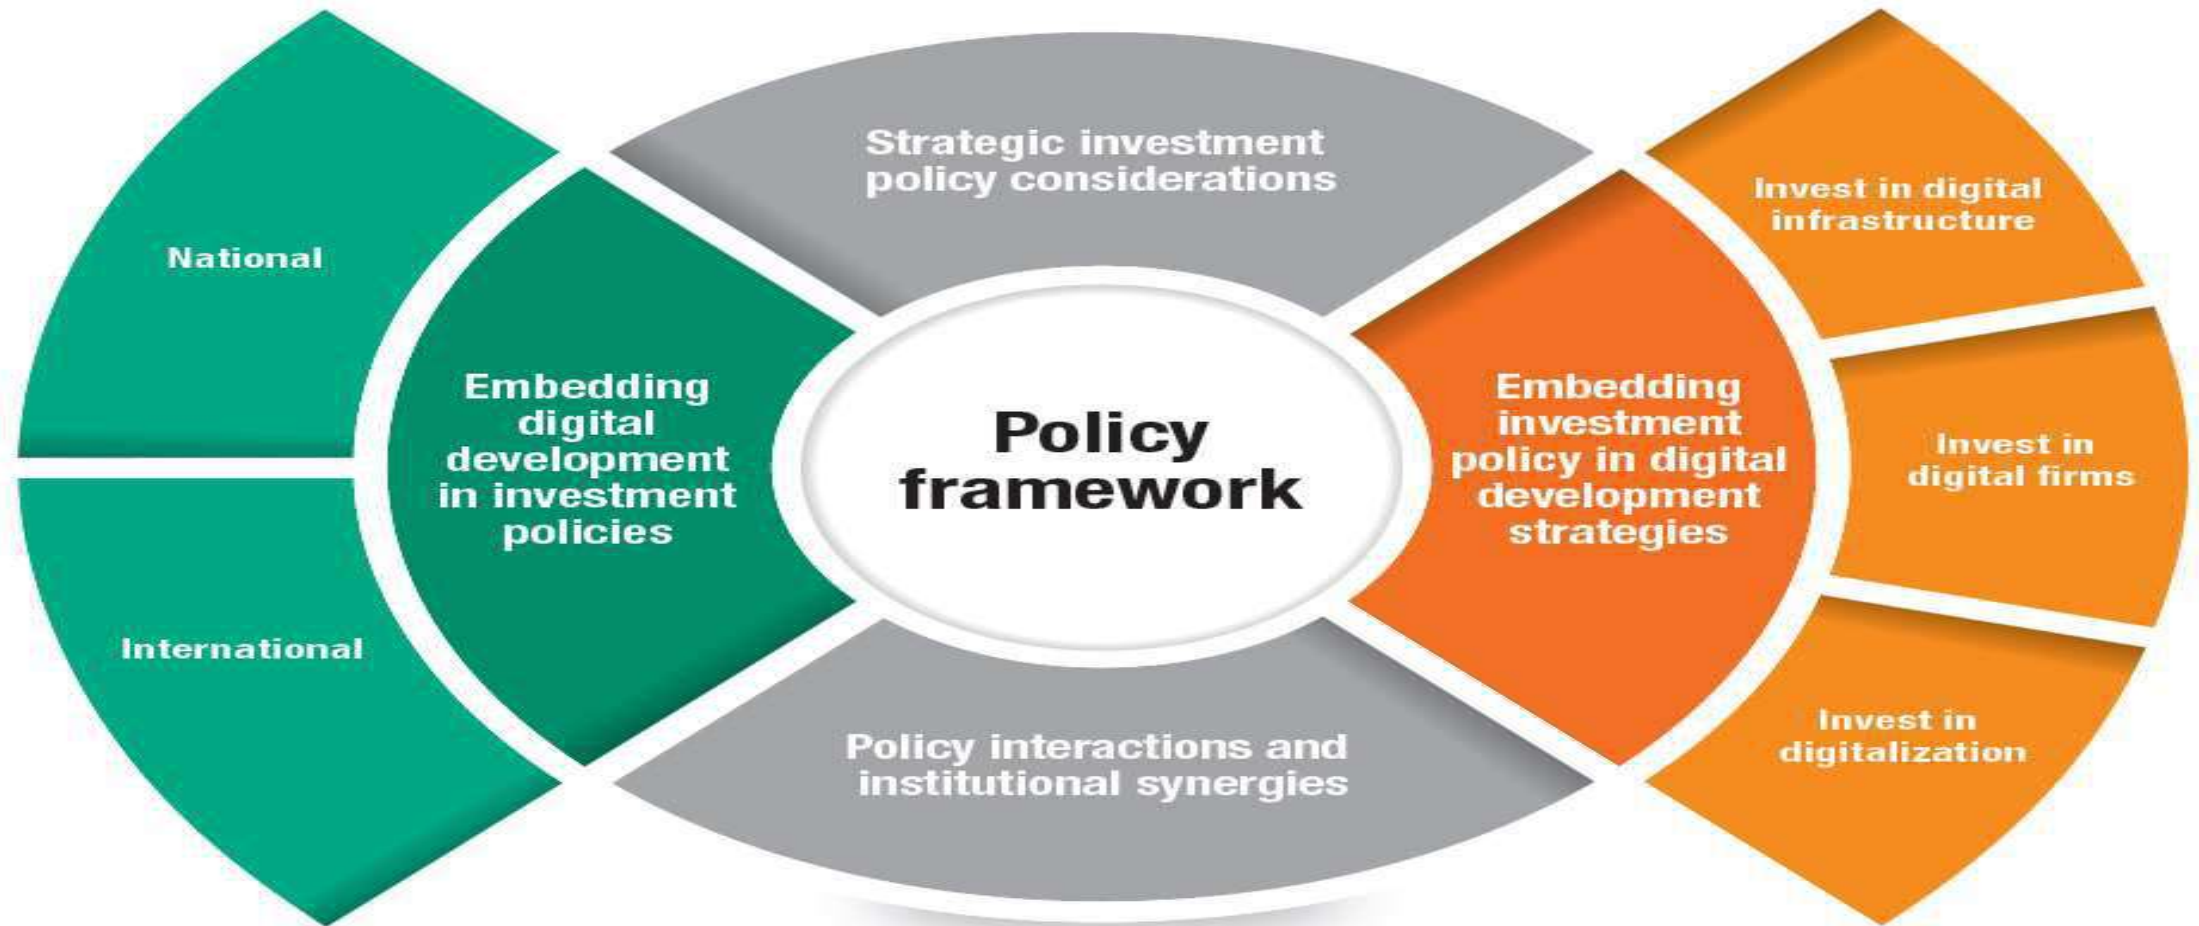 Strategic investment
policy considerations
National
Embedding
digital
development
in investment
policies
International
Policy
framework
Embedding
investment
policy in digital
development
strategies
Invest in digital
infrastructure
Invest in
digital firms
Invest in
digitalization
Policy interactions and
institutional synergies